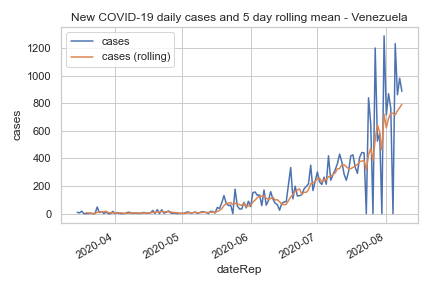 New COVID-19 daily cases and 5 day rolling mean - Venezuela
cases
cases (rolling)
1200
1000
800
600
400
200
0
cases
2020-04
2020-05
2020-06
2020-07
2020-08
dateRep